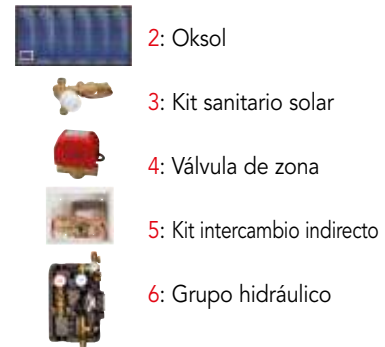 2: Oksol
3: Kit sanitario solar
4: Válvula de zona
5: Kit intercambio indirecto
6: Grupo hidráulico